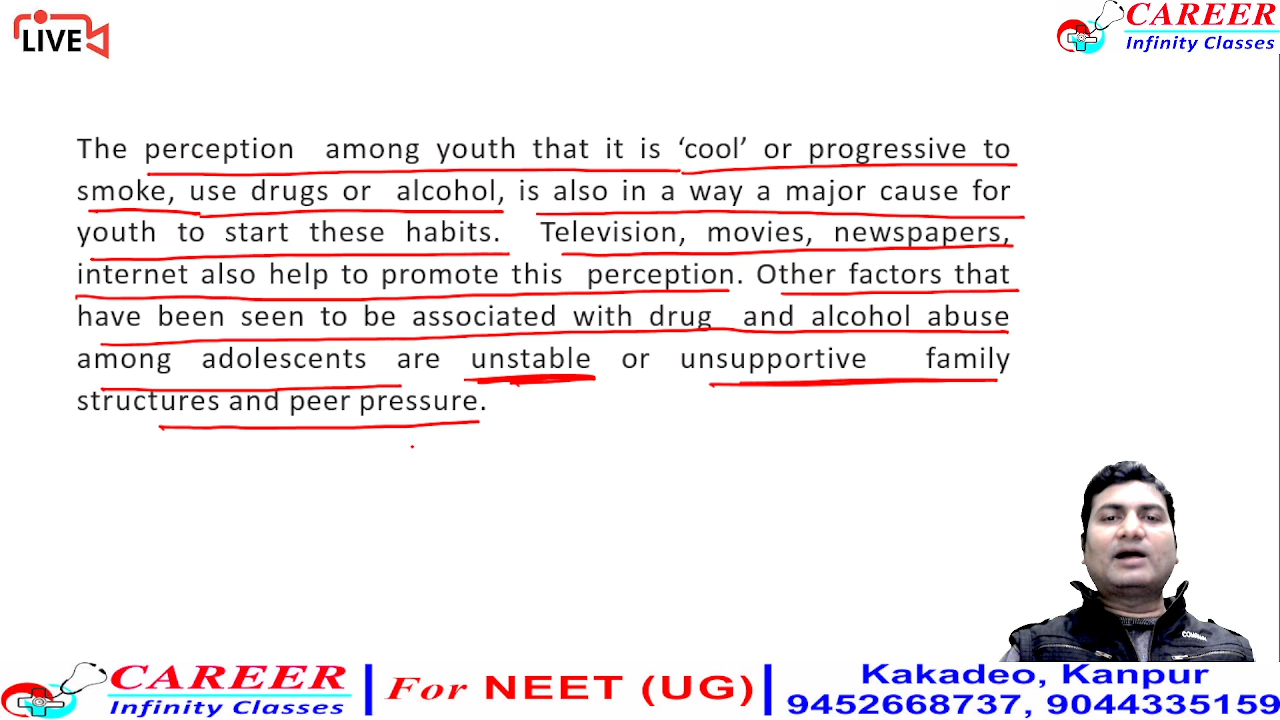 LIVE
CAREER
Infinity Classes
The perception among youth that it is ‘cool’ or progressive to
smoke, use drugs or alcohol, is also in a way a major cause for
youth to start these habits. Television, movies, newspapers,
internet also help to promote this perception. Other factors that
have been seen to be associated with drug and alcohol abuse
among adolescents are unstable or unsupportive family
structures and peer pressure.
CAREER
Infinity Classes
For NEET (UG)
Kakadeo, Kanpur
9452668737, 9044335159